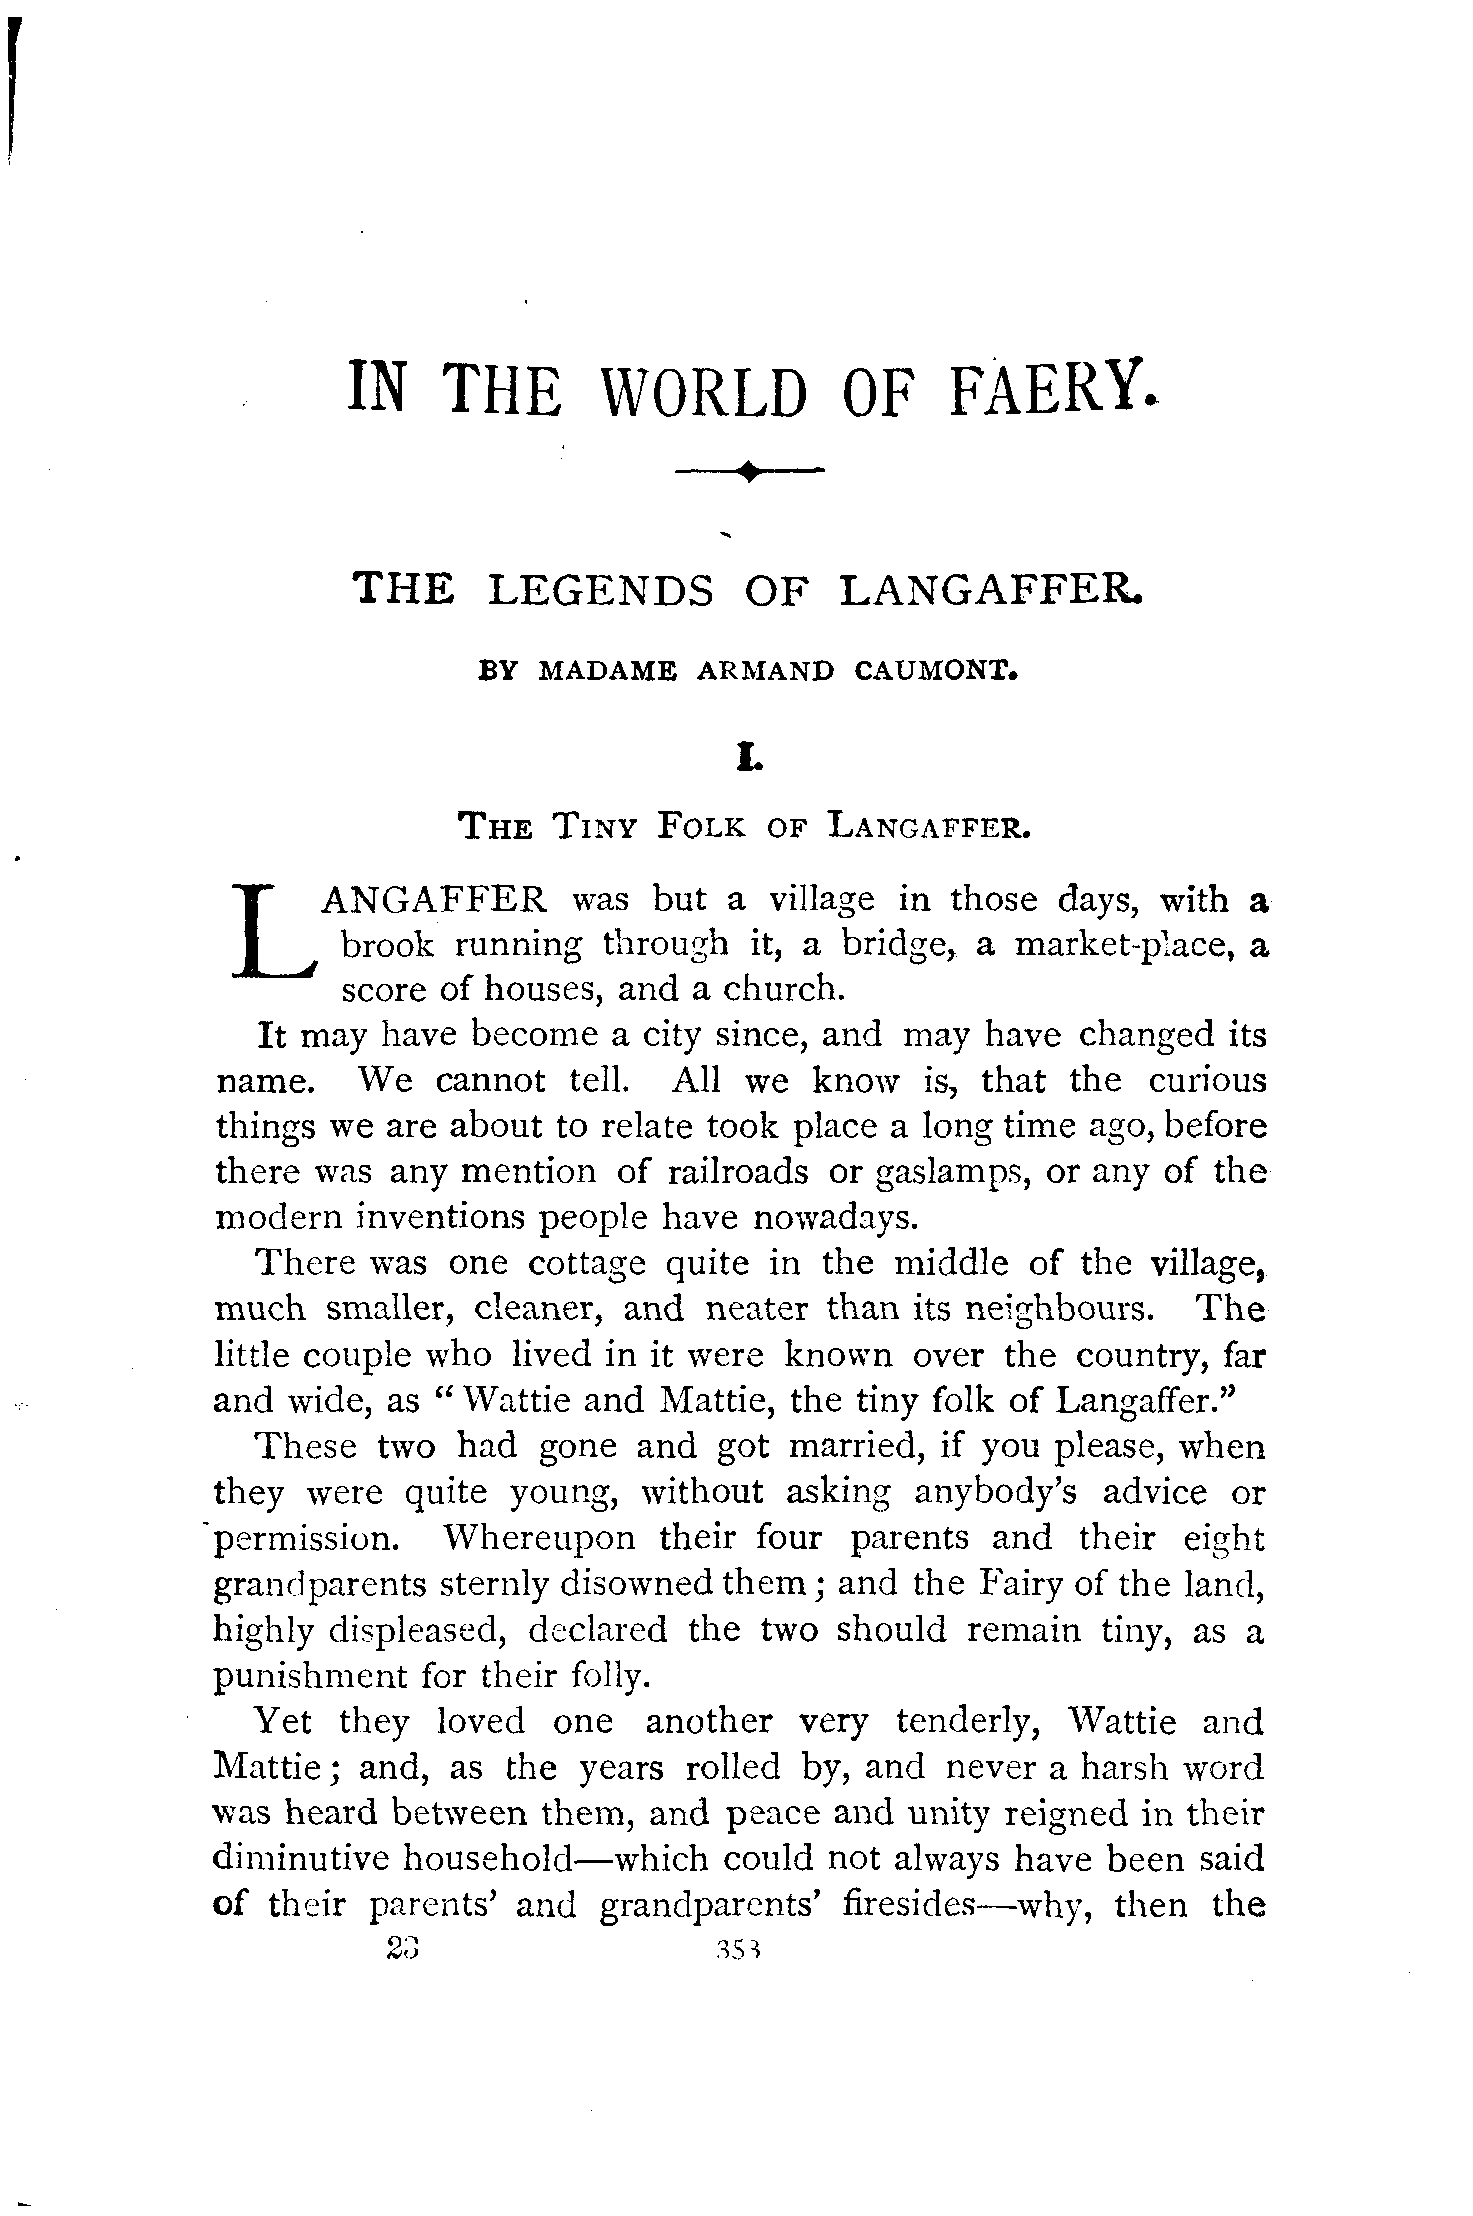 IN THE WORLD OF FAERY.
THE LEGENDS OF LANGAFFER.
BY MADAME ARMAND CAUMONT.
I.
THE TINY FOLK OF LANGAFFER.
LANGAFFER was but a village in those days, with a
brook running through it, a bridge, a market-place, a
score of houses, and a church.
It may have become a city since, and may have changed its
name. We cannot tell. All we know is, that the curious
things we are about to relate took place a long time ago, before
there was any mention of railroads or gaslamps, or any of the
modern inventions people have nowadays.
There was one cottage quite in the middle of the village,
much smaller, cleaner, and neater than its neighbours. The
little couple who lived in it were known over the country, far
and wide, as “Wattie and Mattie, the tiny folk of Langaffer.”
These two had gone and got married, if you please, when
they were quite young, without asking anybody's advice or
permission. Whereupon their four parents and their eight
grandparents sternly disowned them; and the Fairy of the land,
highly displeased, declared the two should remain tiny, as a
punishment for their folly.
Yet they loved one another very tenderly, Wattie and
Mattie; and, as the years rolled by, and never a harsh word
was heard between them, and peace and unity reigned in their
diminutive household—which could not always have been said
of their parents' and grandparents' firesides—why, then the
23 353